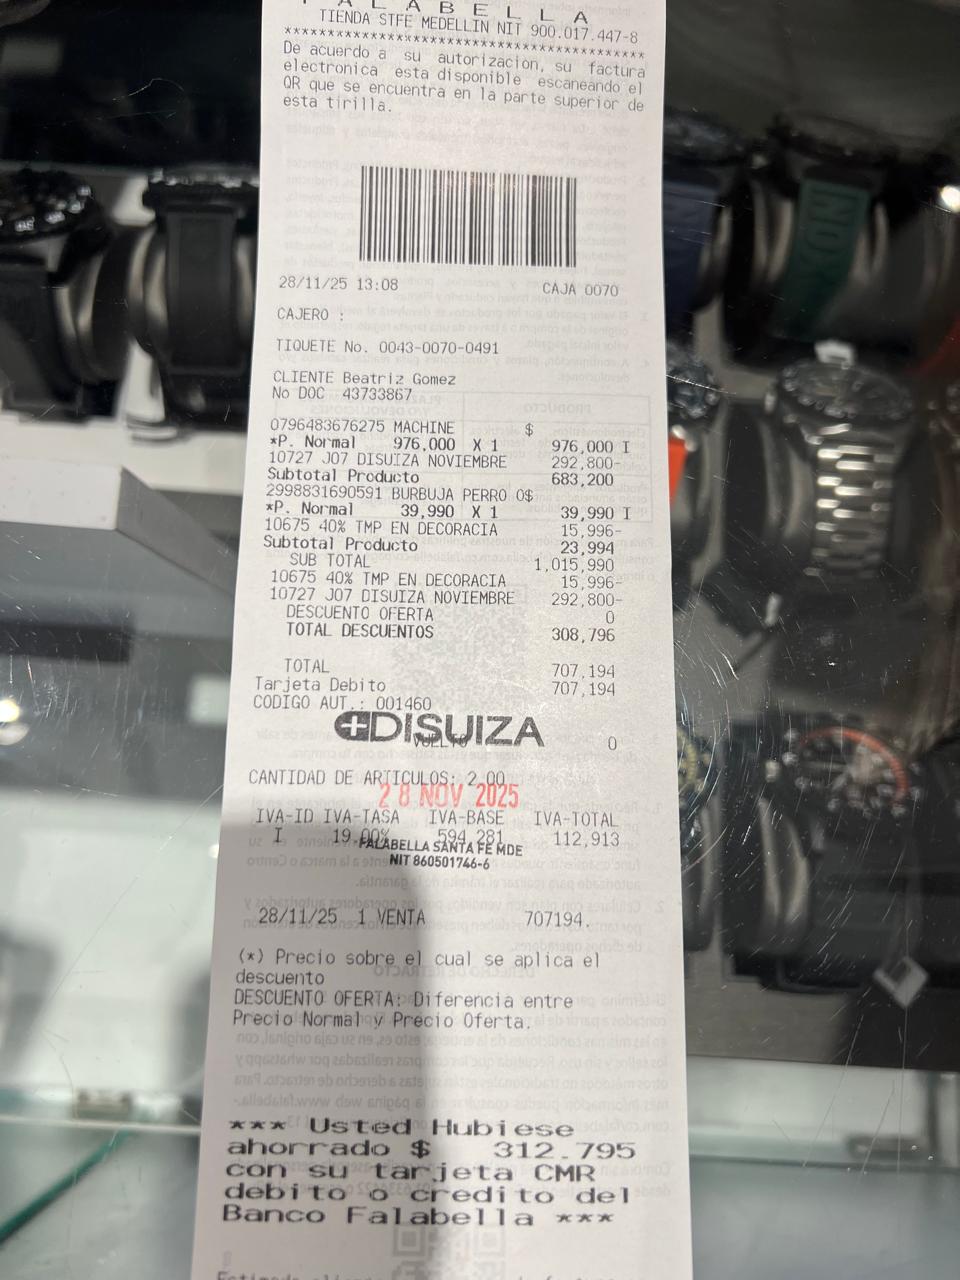 FALABELLA
TIENDA STFE MEDELLIN NIT 900.017.447-8
******************************************
De acuerdo a su autorizacion, su factura
electronica esta disponible escaneando el
QR que se encuentra en la parte superior de
esta tirilla.
28/11/25 13:08 CAJA 0070
CAJERO :
TIQUETE No. 0043-0070-0491
CLIENTE Beatriz Gomez
No DOC 43733867
0796483676275 MACHINE $
*P. Normal 976,000 X 1 976,000 I
10727 J07 DISUIZA NOVIEMBRE 292,800-
Subtotal Producto 683,200
2998831690591 BURBUJA PERRO O$
*P. Normal 39,990 X 1 39,990 I
10675 40% TMP EN DECORACIA 15,996-
Subtotal Producto 23,994
SUB TOTAL 1,015,990
10675 40% TMP EN DECORACIA 15,996-
10727 J07 DISUIZA NOVIEMBRE 292,800-
DESCUENTO OFERTA 0
TOTAL DESCUENTOS 308,796
TOTAL 707,194
Tarjeta Debito 707,194
CODIGO AUT.: 001460
DISUIZA
VUELTO 0
CANTIDAD DE ARTICULOS: 2.00
28 NOV 2025
IVA-ID IVA-TASA IVA-BASE IVA-TOTAL
I 19.00% 594,281 112,913
FALABELLA SANTA FE MDE
NIT 860501746-6
28/11/25 1 VENTA 707194.
(*) Precio sobre el cual se aplica el
descuento
DESCUENTO OFERTA: Diferencia entre
Precio Normal y Precio Oferta.
*** Usted Hubiese
ahorrado $ 312.795
con su tarjeta CMR
debito o credito del
Banco Falabella ***